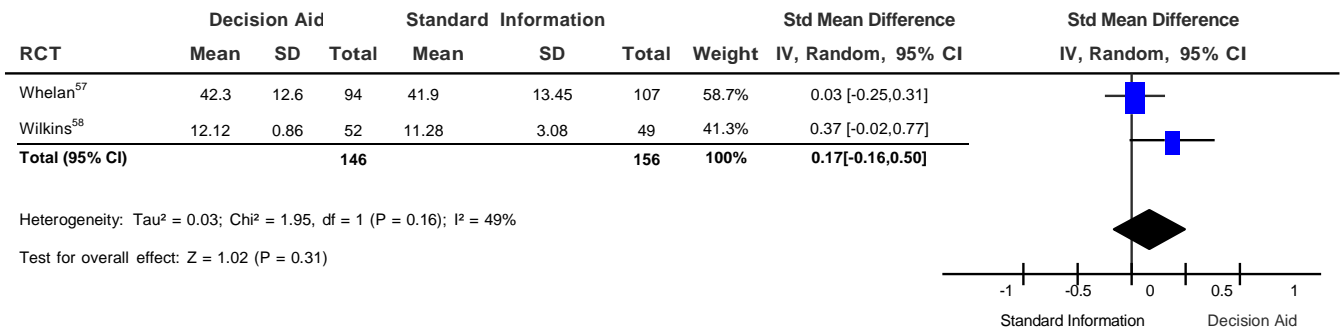 Decision Aid Standard Information Std Mean Difference Std Mean Difference
RCT Mean SD Total Mean SD Total Weight IV, Random, 95% CI IV, Random, 95% CI
Whelan57 42.3 12.6 94 41.9 13.45 107 58.7% 0.03 [-0.25,0.31]
Wilkins58 12.12 0.86 52 11.28 3.08 49 41.3% 0.37 [-0.02,0.77]
Total (95% CI) 146 156 100% 0.17[-0.16,0.50]
Heterogeneity: Tau² = 0.03; Chi² = 1.95, df = 1 (P = 0.16); I² = 49%
Test for overall effect: Z = 1.02 (P = 0.31)
-1 -0.5 0 0.5 1
Standard Information Decision Aid